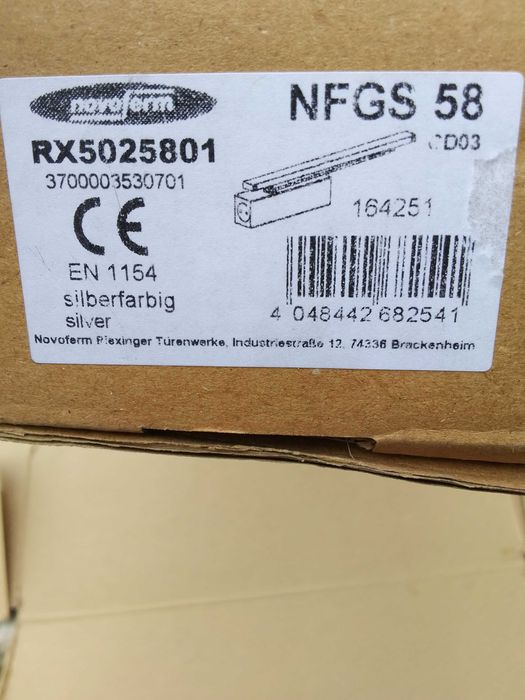 novoferm
NFGS 58
RX5025801
CD03
3700003530701
164251
CE
EN 1154
silberfarbig
silver
4 048442 682541
Novoferm Riexinger Türenwerke, Industriestraße 12, 74336 Brackenheim